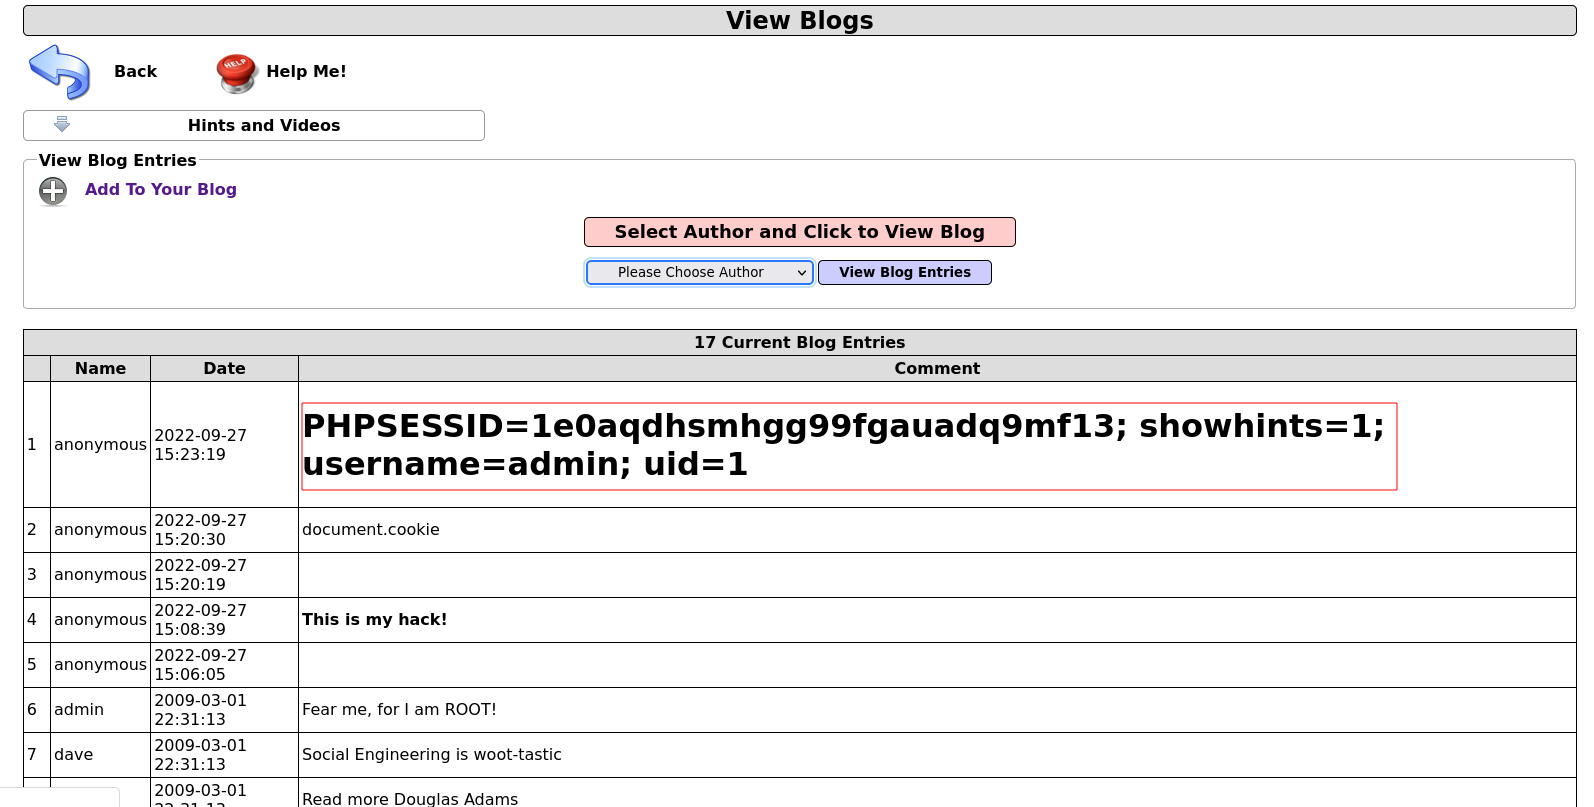 View Blogs
Back
Help Me!
Hints and Videos
View Blog Entries
Add To Your Blog
Select Author and Click to View Blog
Please Choose Author
View Blog Entries
17 Current Blog Entries
Name Date Comment
1 anonymous 2022-09-27 15:23:19 PHPSESSID=1e0aqdhsmhgg99fgauadq9mf13; showhints=1;
username=admin; uid=1
2 anonymous 2022-09-27 15:20:30 document.cookie
3 anonymous 2022-09-27 15:20:19
4 anonymous 2022-09-27 15:08:39 This is my hack!
5 anonymous 2022-09-27 15:06:05
6 admin 2009-03-01 22:31:13 Fear me, for I am ROOT!
7 dave 2009-03-01 22:31:13 Social Engineering is woot-tastic
2009-03-01 Read more Douglas Adams